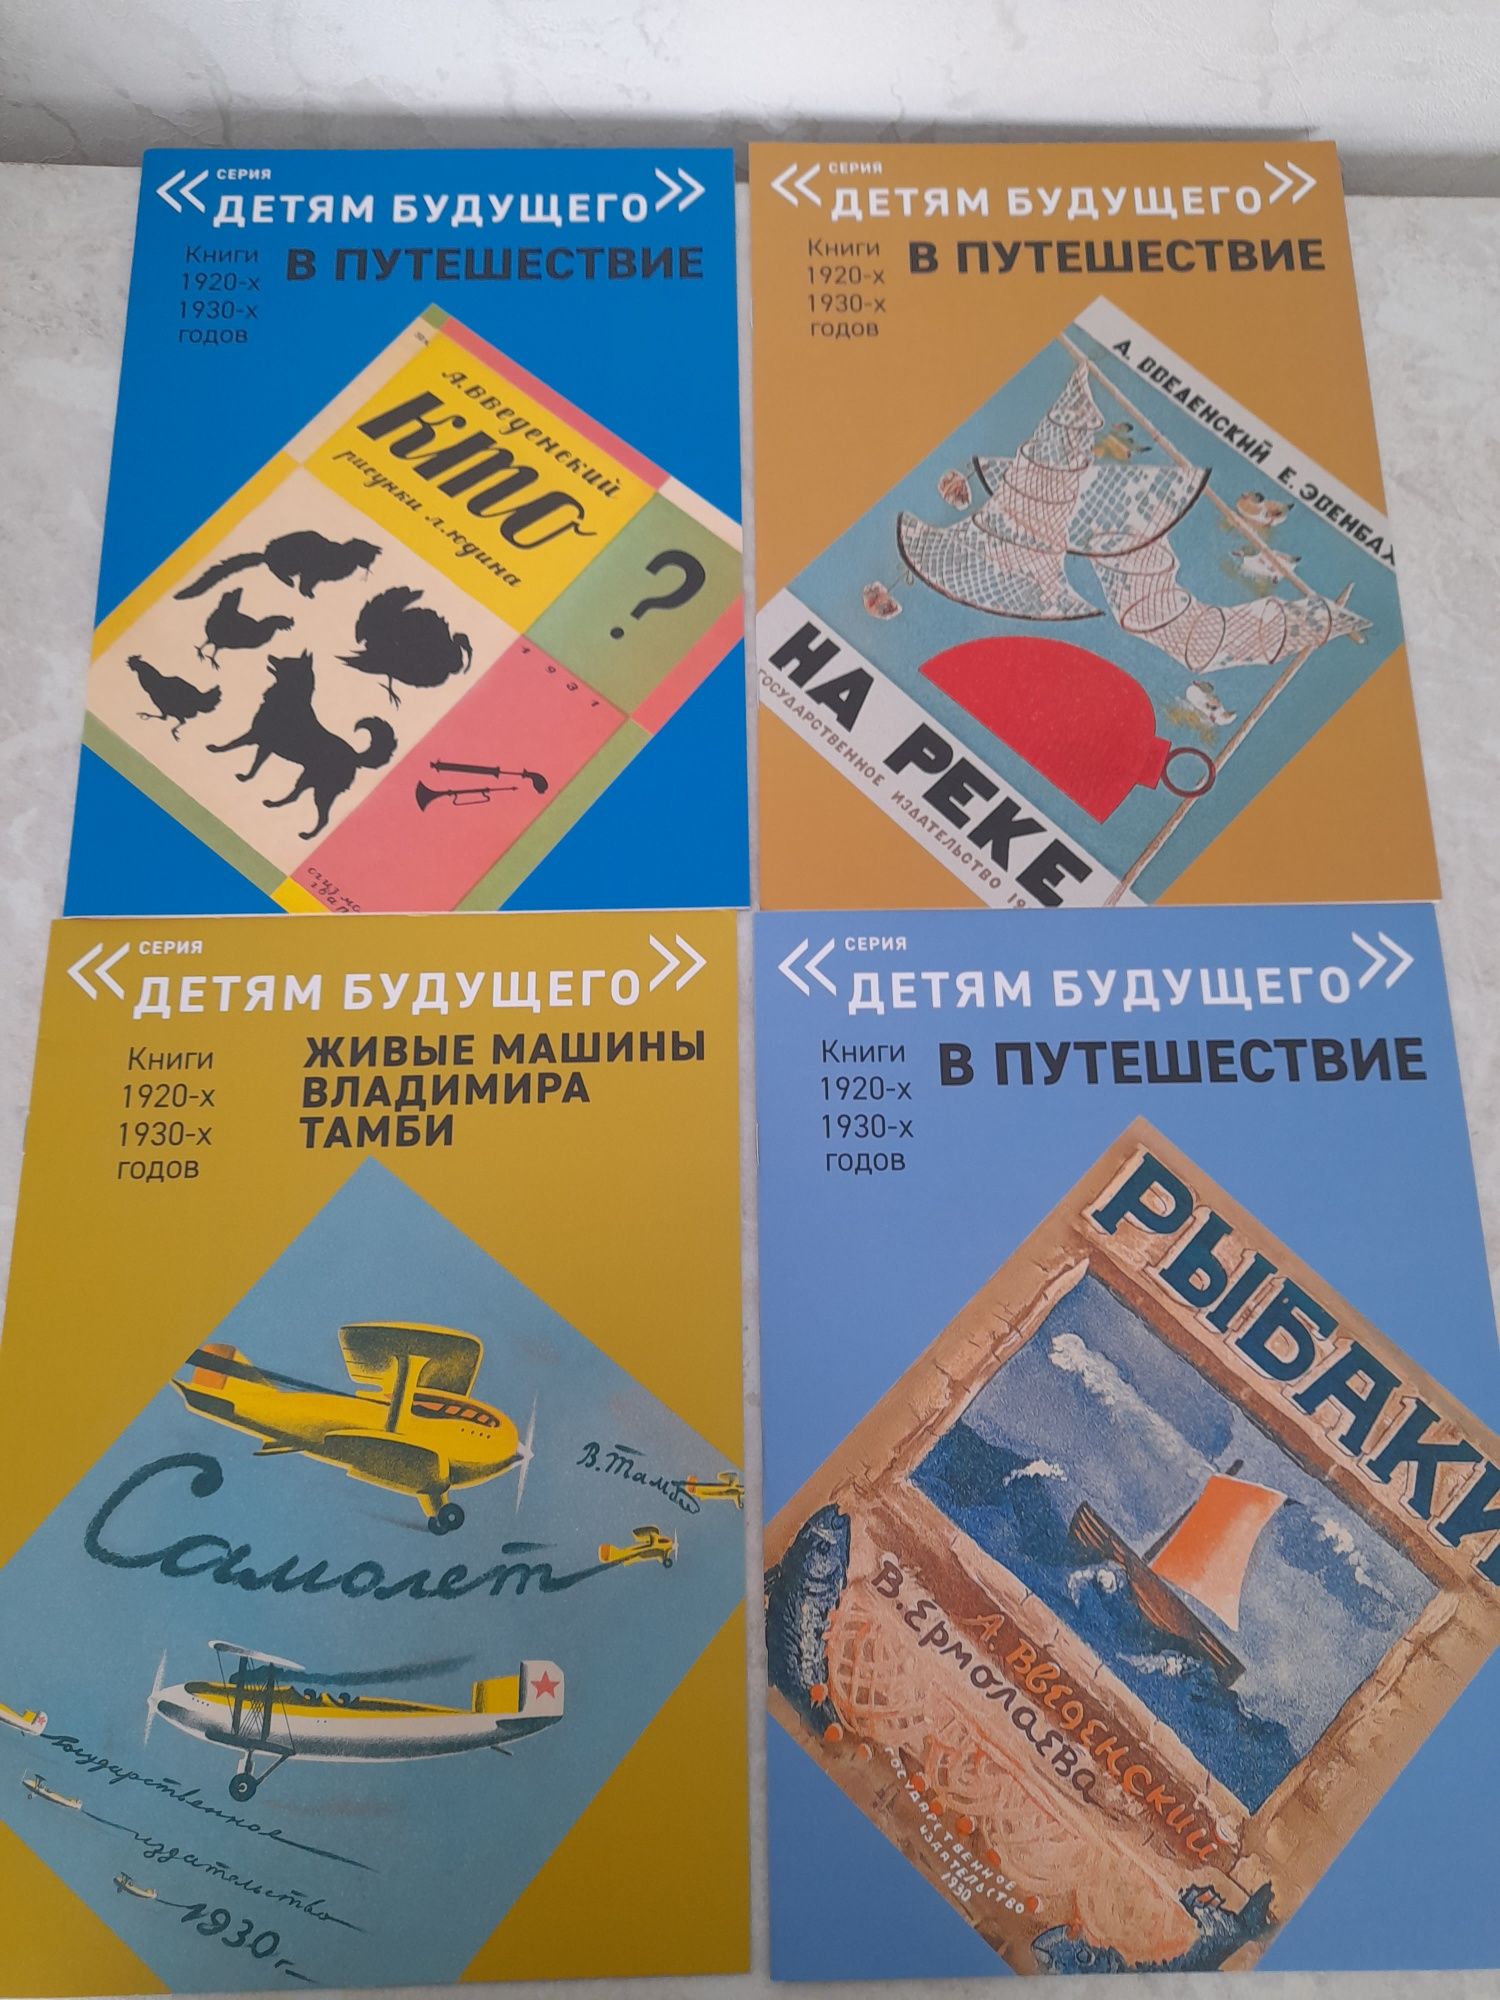 СЕРИЯ
« ДЕТЯМ БУДУЩЕГО »
Книги
1920-х
1930-х
годов
В ПУТЕШЕСТВИЕ
А. Введенский
КТО
рисунки Л. Юдина
?
1931
СЕРИЯ
« ДЕТЯМ БУДУЩЕГО »
Книги
1920-х
1930-х
годов
В ПУТЕШЕСТВИЕ
А. ВВЕДЕНСКИЙ Е. ЭВЕНБАХ
НА РЕКЕ
ГОСУДАРСТВЕННОЕ ИЗДАТЕЛЬСТВО 19
СЕРИЯ
« ДЕТЯМ БУДУЩЕГО »
Книги
1920-х
1930-х
годов
ЖИВЫЕ МАШИНЫ
ВЛАДИМИРА
ТАМБИ
В. Тамби
Самолет
Государственное
издательство
1930 г.
СЕРИЯ
« ДЕТЯМ БУДУЩЕГО »
Книги
1920-х
1930-х
годов
В ПУТЕШЕСТВИЕ
РЫБАКИ
А. Введенский
В. Ермолаева
ГОСУДАРСТВЕННОЕ
ИЗДАТЕЛЬСТВО
1930